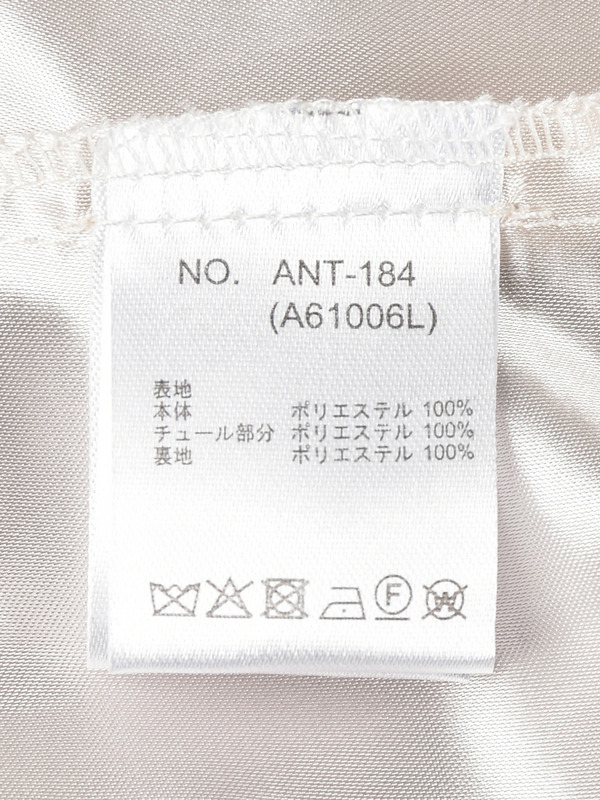 NO. ANT-184
(A61006L)
表地
本体 ポリエステル 100%
チュール部分 ポリエステル 100%
裏地 ポリエステル 100%
F W